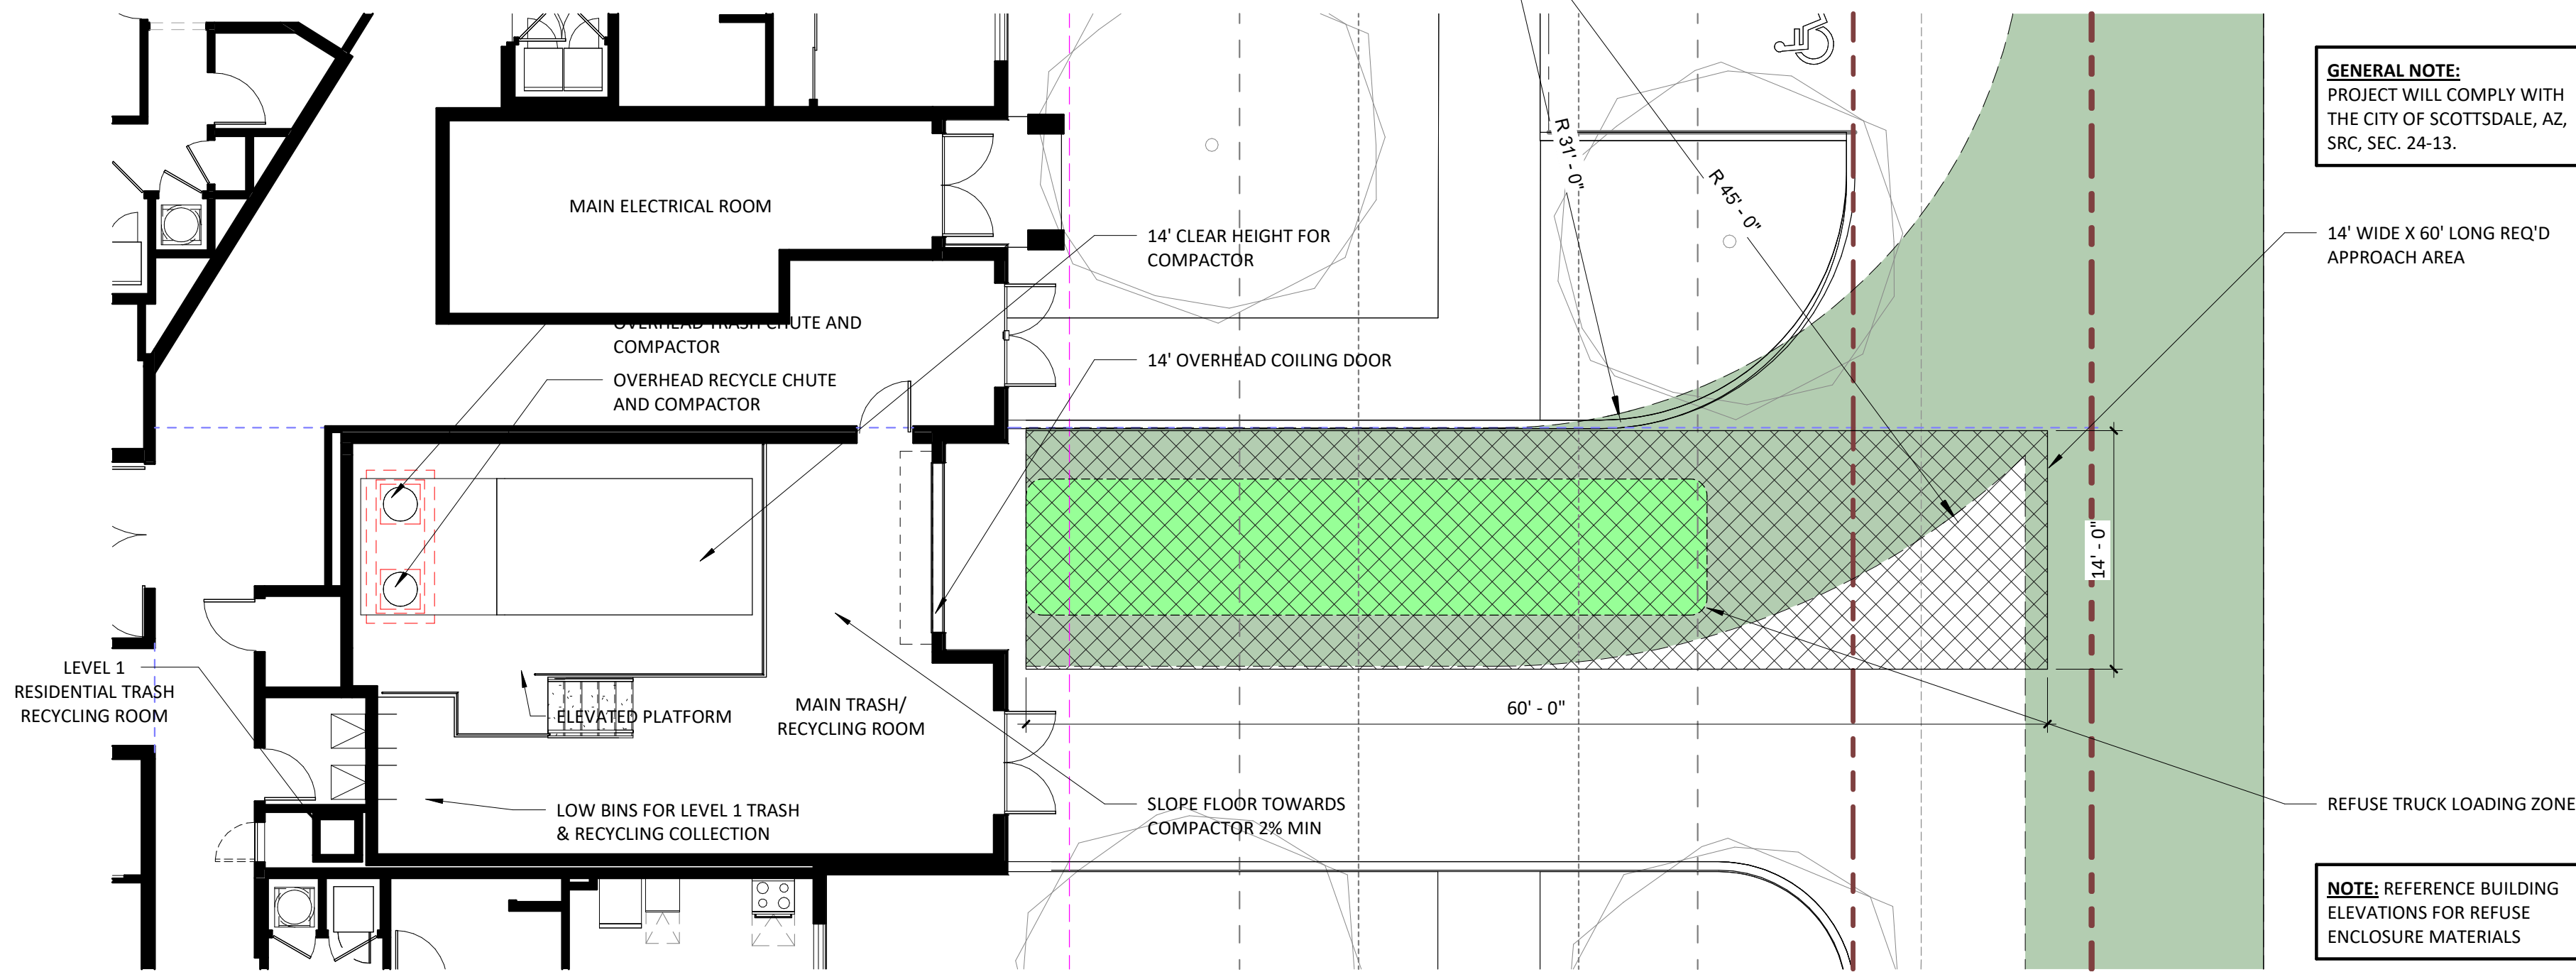 GENERAL NOTE:
PROJECT WILL COMPLY WITH
THE CITY OF SCOTTSDALE, AZ,
SRC, SEC. 24-13.
R 31' - 0"
R 45' - 0"
MAIN ELECTRICAL ROOM
14' CLEAR HEIGHT FOR
COMPACTOR
14' WIDE X 60' LONG REQ'D
APPROACH AREA
OVERHEAD TRASH CHUTE AND
COMPACTOR
14' OVERHEAD COILING DOOR
OVERHEAD RECYCLE CHUTE
AND COMPACTOR
14' - 0"
LEVEL 1
RESIDENTIAL TRASH
RECYCLING ROOM
ELEVATED PLATFORM
MAIN TRASH/
RECYCLING ROOM
60' - 0"
LOW BINS FOR LEVEL 1 TRASH
& RECYCLING COLLECTION
SLOPE FLOOR TOWARDS
COMPACTOR 2% MIN
REFUSE TRUCK LOADING ZONE
NOTE: REFERENCE BUILDING
ELEVATIONS FOR REFUSE
ENCLOSURE MATERIALS